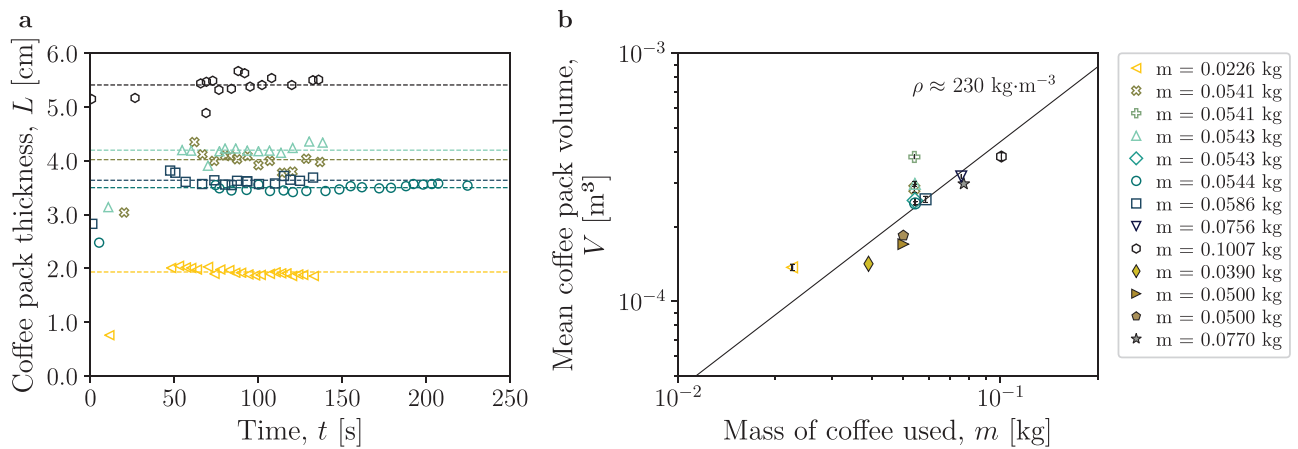 a
Coffee pack thickness, L [cm]
6.0
5.0
4.0
3.0
2.0
1.0
0.0
0
50
100
150
200
250
Time, t [s]
b
Mean coffee pack volume,
V [m³]
10⁻³
10⁻⁴
ρ ≈ 230 kg·m⁻³
10⁻²
10⁻¹
Mass of coffee used, m [kg]
m = 0.0226 kg
m = 0.0541 kg
m = 0.0541 kg
m = 0.0543 kg
m = 0.0543 kg
m = 0.0544 kg
m = 0.0586 kg
m = 0.0756 kg
m = 0.1007 kg
m = 0.0390 kg
m = 0.0500 kg
m = 0.0500 kg
m = 0.0770 kg